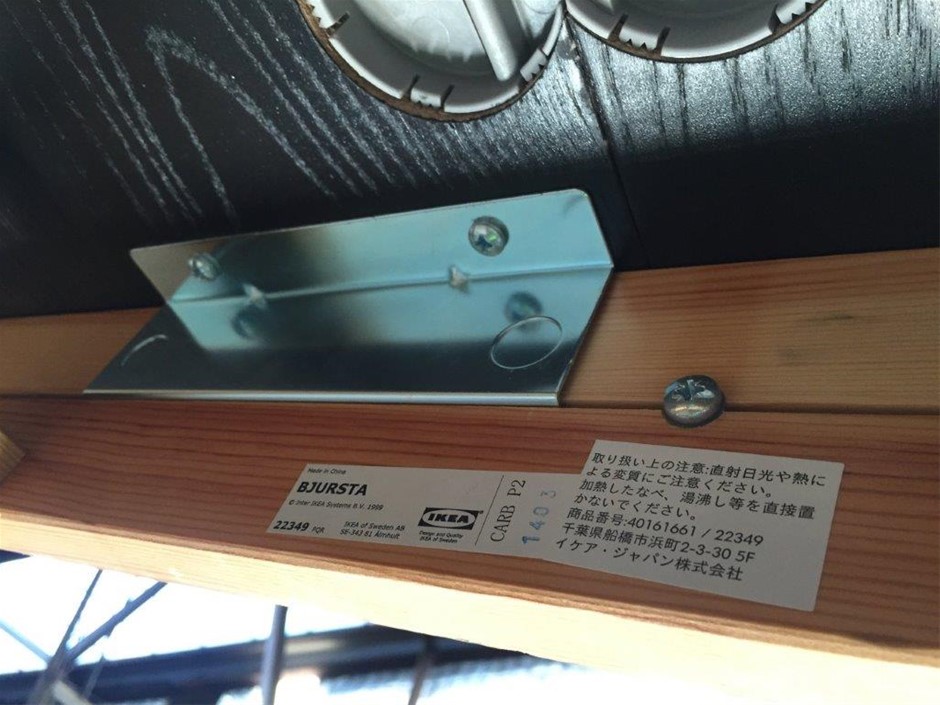 Made in China
BJURSTA
© Inter IKEA Systems B.V. 1999
22349 FOR
IKEA of Sweden AB
SE-343 81 Älmhult
IKEA
Design and Quality
IKEA of Sweden
CARB P2
1403
取り扱い上の注意:直射日光や熱に
よる変質にご注意ください。
加熱したなべ、湯沸し等を直接置
かないでください。
商品番号:40161661 / 22349
千葉県船橋市浜町2-3-30 5F
イケア・ジャパン株式会社